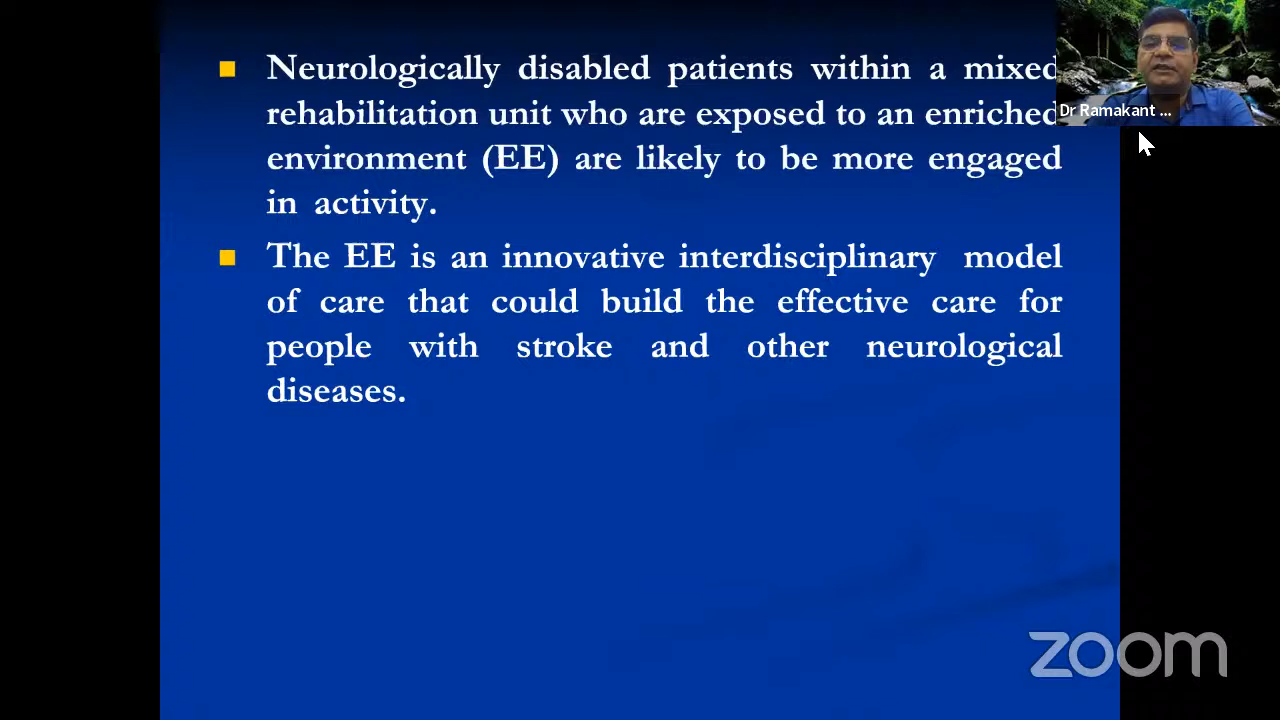 Neurologically disabled patients within a mixed
rehabilitation unit who are exposed to an enriched
environment (EE) are likely to be more engaged
in activity.
The EE is an innovative interdisciplinary model
of care that could build the effective care for
people with stroke and other neurological
diseases.
Dr Ramakant ...
zoom